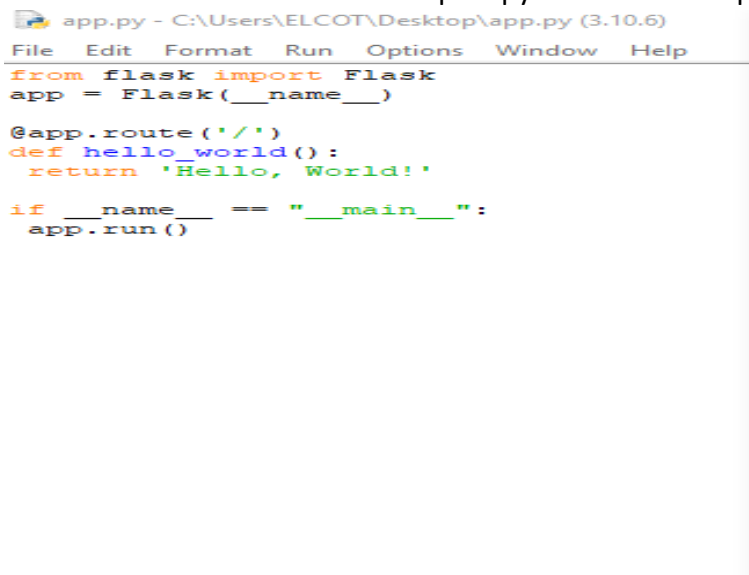 app.py - C:\Users\ELCOT\Desktop\app.py (3.10.6)
File Edit Format Run Options Window Help
from flask import Flask
app = Flask(__name__)
@app.route('/')
def hello_world():
 return 'Hello, World!'
if __name__ == "__main__":
 app.run()